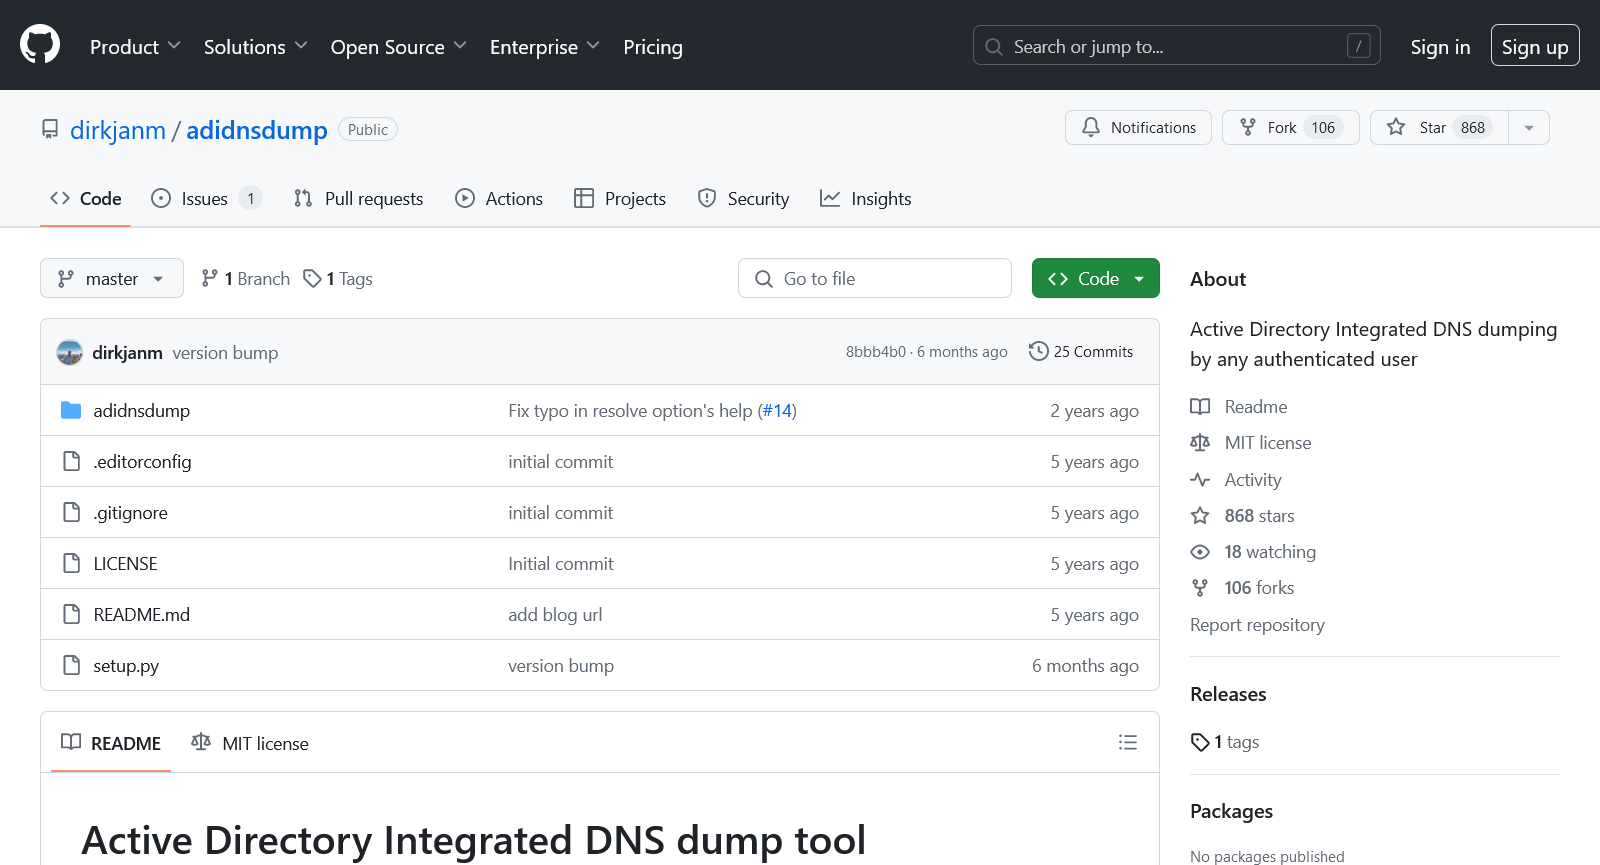 Product Solutions Open Source Enterprise Pricing Search or jump to... / Sign in Sign up
dirkjanm / adidnsdump Public Notifications Fork 106 Star 868
Code Issues 1 Pull requests Actions Projects Security Insights
master 1 Branch 1 Tags Go to file Code
dirkjanm version bump 8bbb4b0 · 6 months ago 25 Commits
adidnsdump Fix typo in resolve option's help (#14) 2 years ago
.editorconfig initial commit 5 years ago
.gitignore initial commit 5 years ago
LICENSE Initial commit 5 years ago
README.md add blog url 5 years ago
setup.py version bump 6 months ago
README MIT license
Active Directory Integrated DNS dump tool
About
Active Directory Integrated DNS dumping
by any authenticated user
Readme
MIT license
Activity
868 stars
18 watching
106 forks
Report repository
Releases
1 tags
Packages
No packages published